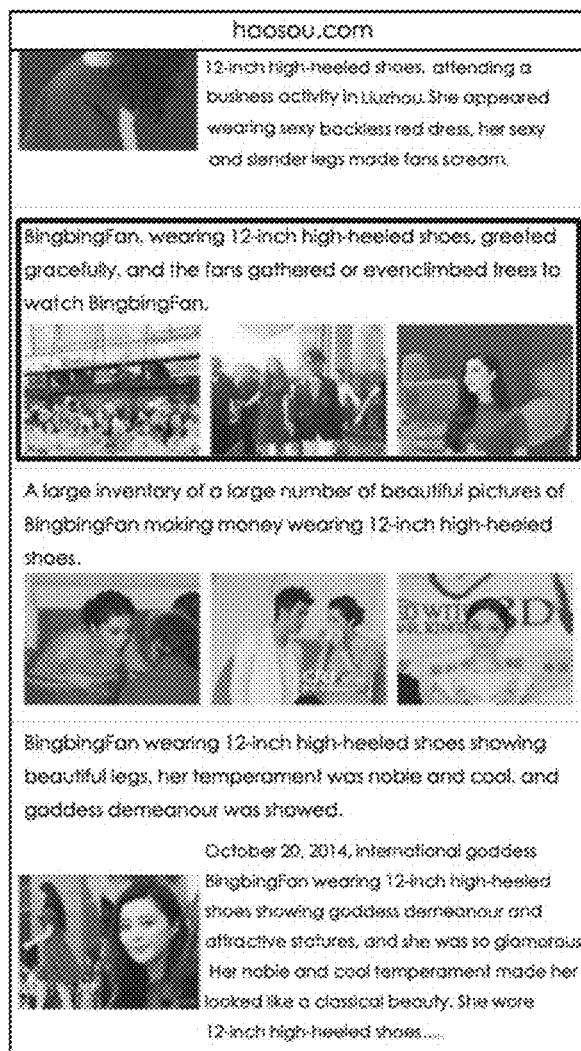 haosou.com
12-inch high-heeled shoes, attending a
business activity in Liuzhou. She appeared
wearing sexy backless red dress, her sexy
and slender legs made fans scream.
BingbingFan, wearing 12-inch high-heeled shoes, greeted
gracefully, and the fans gathered or evenclimbed trees to
watch BingbingFan.
A large inventory of a large number of beautiful pictures of
BingbingFan making money wearing 12-inch high-heeled
shoes.
BingbingFan wearing 12-inch high-heeled shoes showing
beautiful legs, her temperament was noble and cool, and
goddess demeanour was showed.
October 20, 2014, international goddess
BingbingFan wearing 12-inch high-heeled
shoes showing goddess demeanour and
attractive statures, and she was so glamorous
Her noble and cool temperament made her
looked like a classical beauty. She wore
12-inch high-heeled shoes....